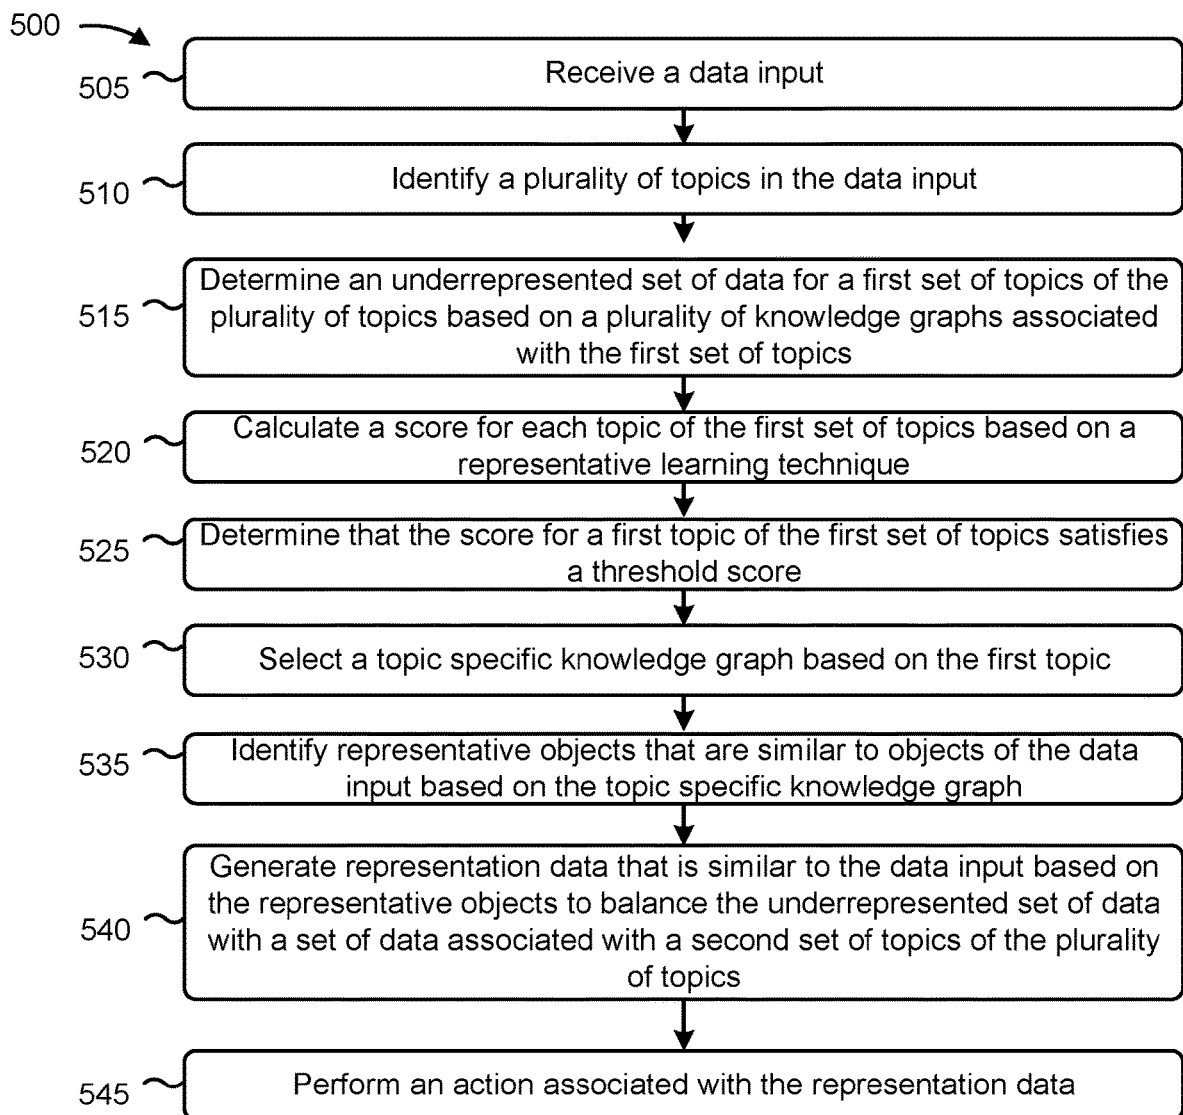 500
505
Receive a data input
510
Identify a plurality of topics in the data input
515
Determine an underrepresented set of data for a first set of topics of the
plurality of topics based on a plurality of knowledge graphs associated
with the first set of topics
520
Calculate a score for each topic of the first set of topics based on a
representative learning technique
525
Determine that the score for a first topic of the first set of topics satisfies
a threshold score
530
Select a topic specific knowledge graph based on the first topic
535
Identify representative objects that are similar to objects of the data
input based on the topic specific knowledge graph
540
Generate representation data that is similar to the data input based on
the representative objects to balance the underrepresented set of data
with a set of data associated with a second set of topics of the plurality
of topics
545
Perform an action associated with the representation data